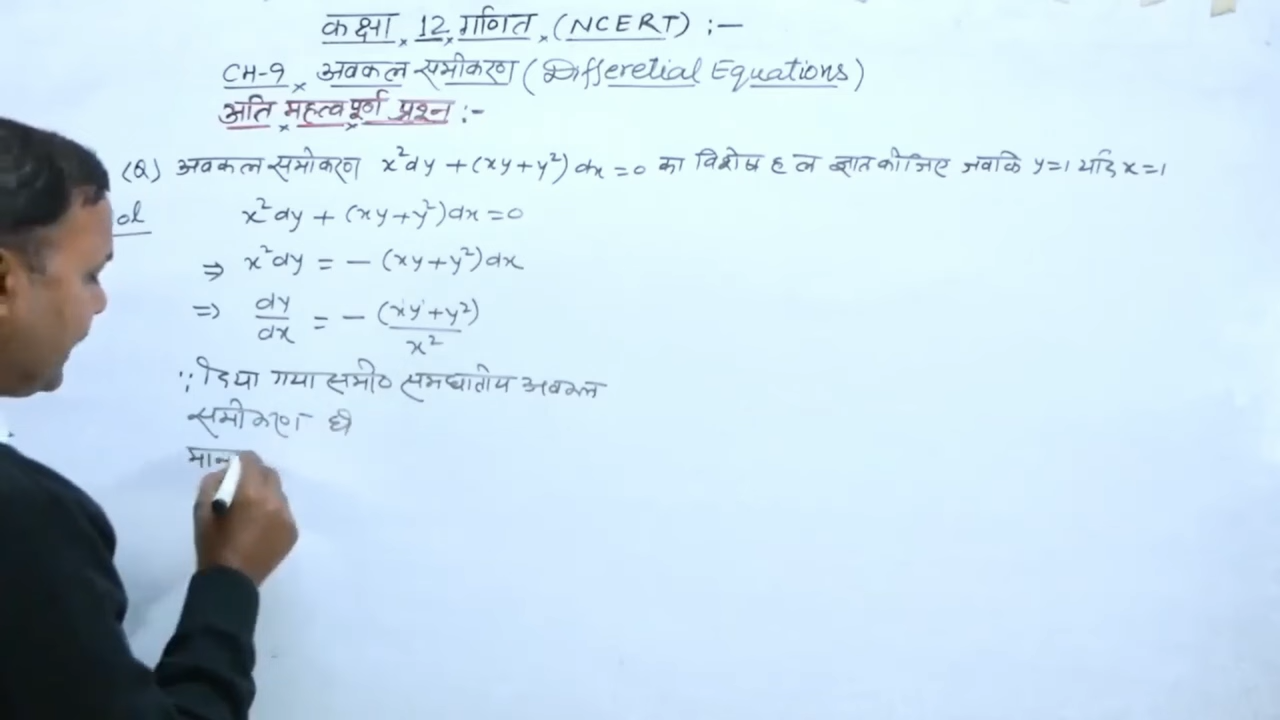 कक्षा 12 गणित (NCERT) :—
CH-9 अवकल समीकरण (Differetial Equations)
अति महत्वपूर्ण प्रश्न :-
(Q) अवकल समीकरण x²dy + (xy+y²) dx = 0 का विशेष हल ज्ञात कीजिए जबकि y=1 यदि x=1
ol x²dy + (xy+y²)dx = 0
⇒ x²dy = - (xy+y²)dx
⇒ dy/dx = - (xy+y²)/x²
∵ दिया गया समी० समघातीय अवकल
समीकरण है
मान